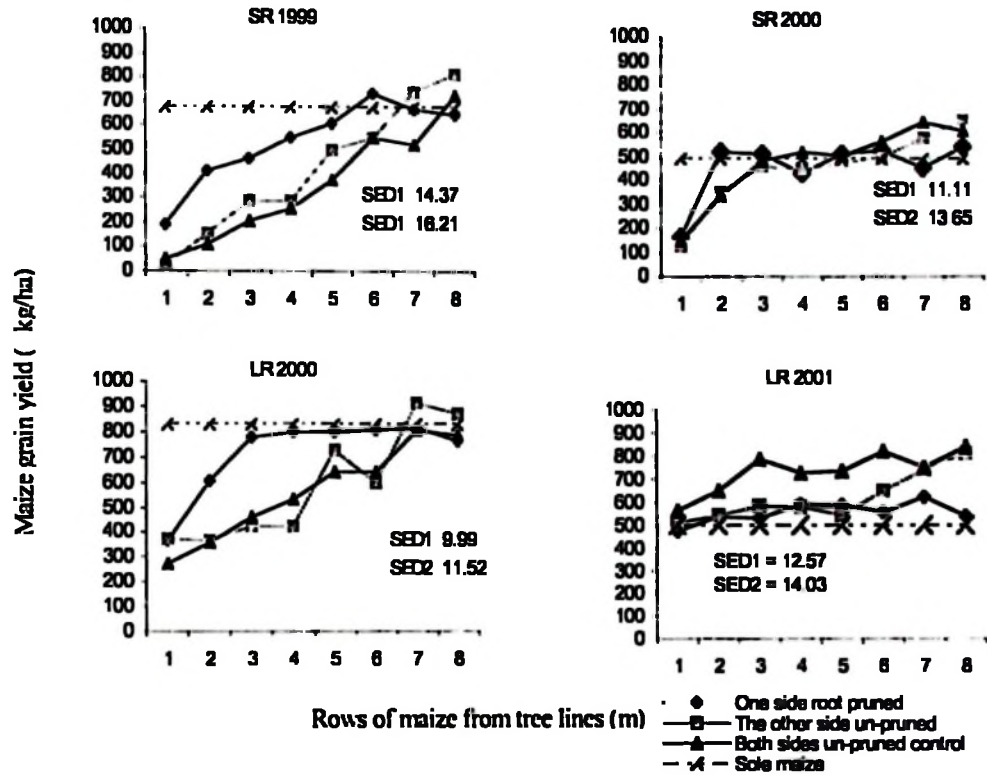 SR 1999
1000
900
800
700
600
500
400
300
200
100
0
SED1 14.37
SED1 16.21
1 2 3 4 5 6 7 8
SR 2000
1000
900
800
700
600
500
400
300
200
100
0
SED1 11.11
SED2 13 65
1 2 3 4 5 6 7 8
Maize grain yield ( kg/ha)
LR 2000
1000
900
800
700
600
500
400
300
200
100
0
SED1 9.99
SED2 11.52
1 2 3 4 5 6 7 8
LR 2001
1000
900
800
700
600
500
400
300
200
100
0
SED1 = 12.57
SED2 = 14.03
1 2 3 4 5 6 7 8
Rows of maize from tree lines (m)
One side root pruned
The other side un-pruned
Both sides un-pruned control
Sole maize